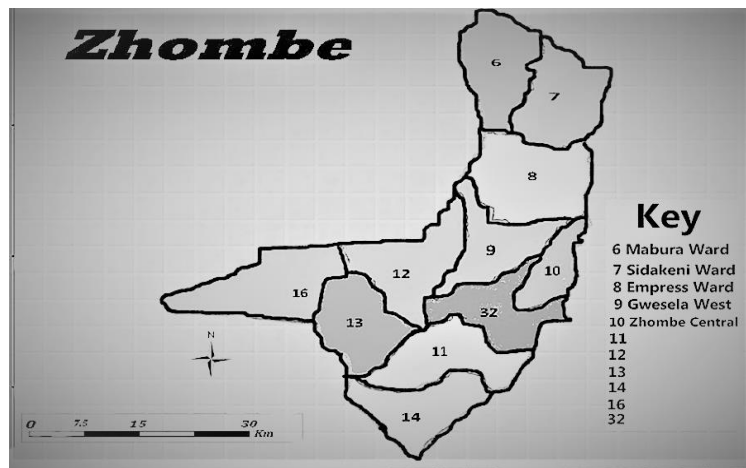 Zhombe
6
7
8
9
10
12
16
32
13
11
14
N
0 7.5 15 30 Km
Key
6 Mabura Ward
7 Sidakeni Ward
8 Empress Ward
9 Gwesela West
10 Zhombe Central
11
12
13
14
16
32